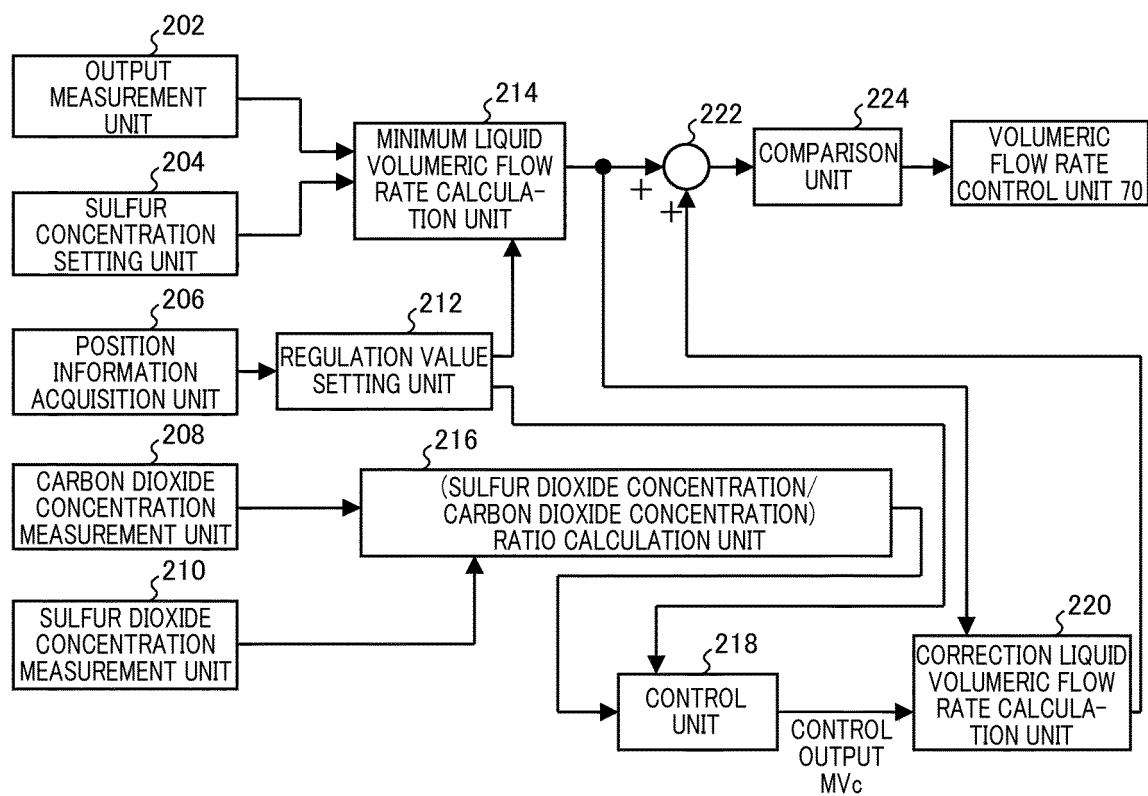 202
OUTPUT
MEASUREMENT
UNIT
204
SULFUR
CONCENTRATION
SETTING UNIT
206
POSITION
INFORMATION
ACQUISITION UNIT
208
CARBON DIOXIDE
CONCENTRATION
MEASUREMENT UNIT
210
SULFUR DIOXIDE
CONCENTRATION
MEASUREMENT UNIT
212
REGULATION VALUE
SETTING UNIT
214
MINIMUM LIQUID
VOLUMERIC FLOW
RATE CALCULA-
TION UNIT
216
(SULFUR DIOXIDE CONCENTRATION/
CARBON DIOXIDE CONCENTRATION)
RATIO CALCULATION UNIT
218
CONTROL
UNIT
CONTROL
OUTPUT
MVc
220
CORRECTION LIQUID
VOLUMERIC FLOW
RATE CALCULA-
TION UNIT
222
+
+
224
COMPARISON
UNIT
VOLUMERIC
FLOW RATE
CONTROL UNIT 70